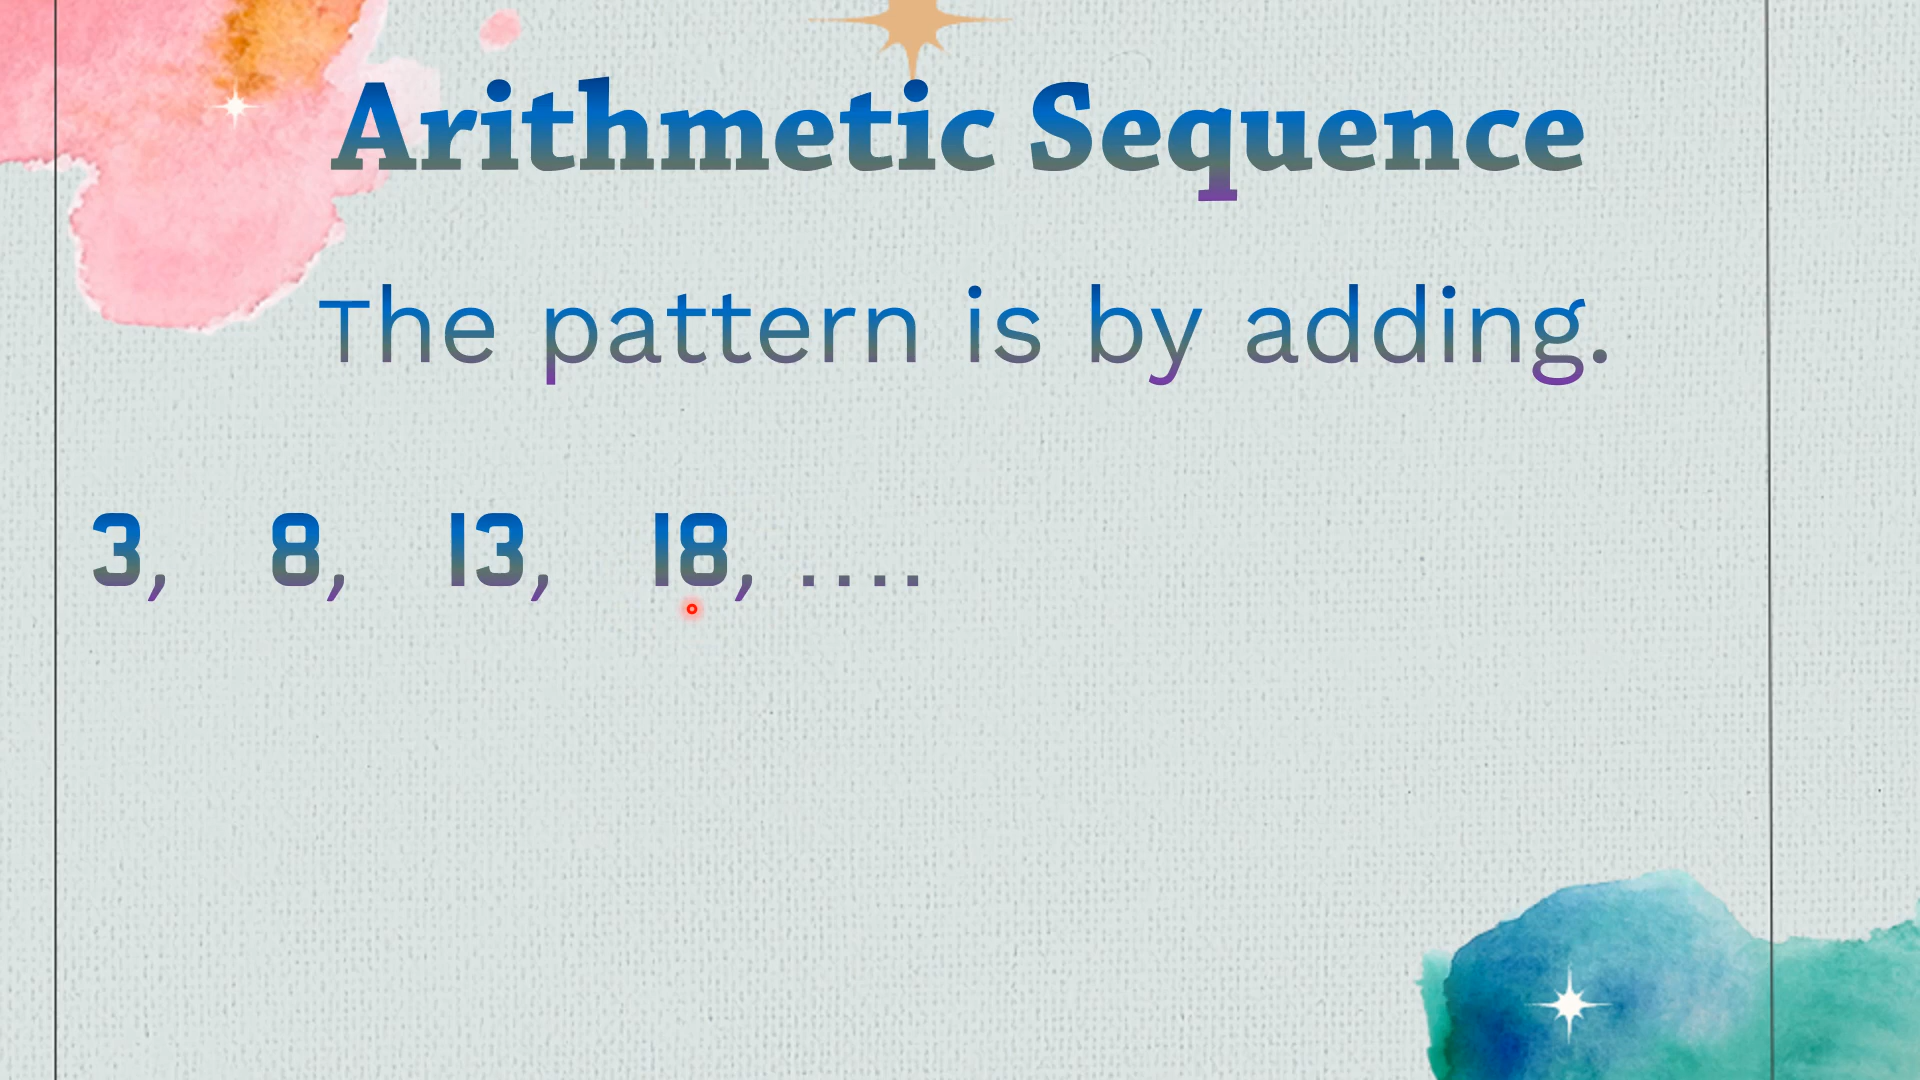 Arithmetic Sequence
The pattern is by adding.
3, 8, 13, 18, ....